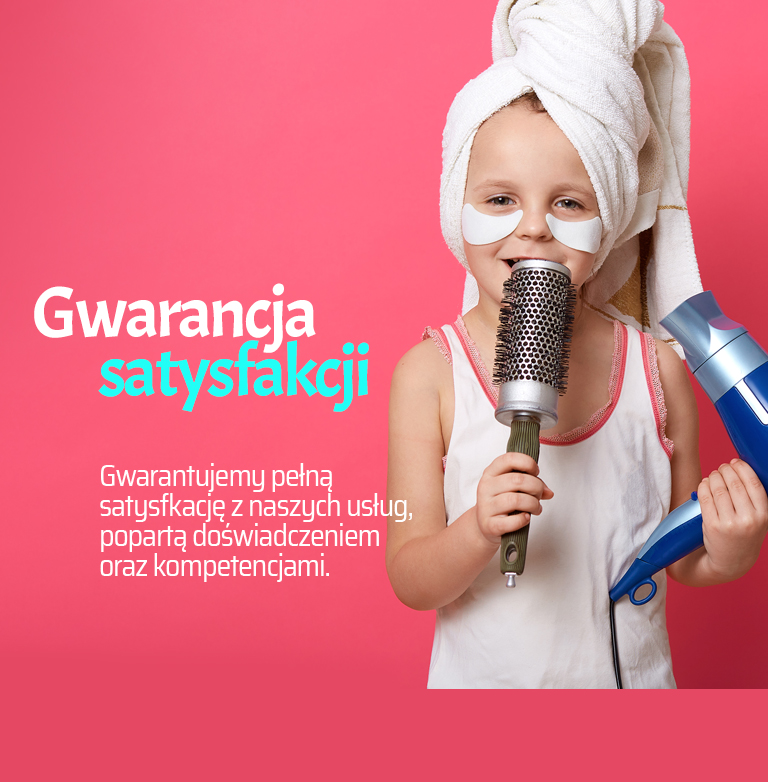 Gwarancja
satysfakcji
Gwarantujemy pełną
satysfkację z naszych usług,
popartą doświadczeniem
oraz kompetencjami.